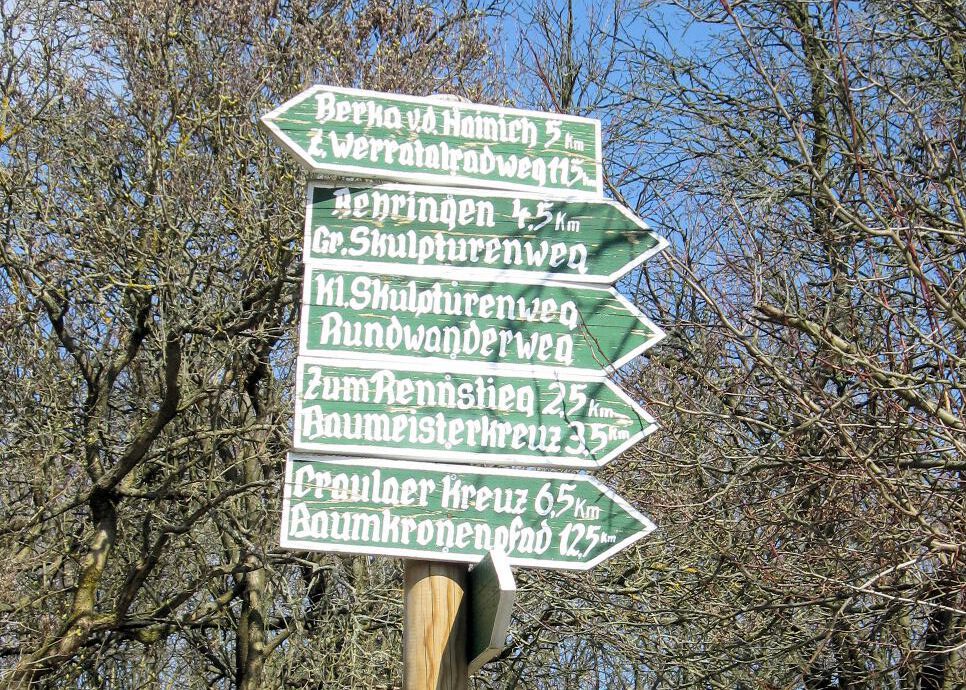 Berka v.d. Hainich 5 Km
z. Werratalradweg 11,5 Km
Behringen 4,5 Km
Gr. Skulpturenweg
Kl. Skulpturenweg
Rundwanderweg
Zum Rennstieg 2,5 Km
Baumeisterkreuz 3,5 Km
Craulaer Kreuz 6,5 Km
Baumkronenpfad 12,5 Km